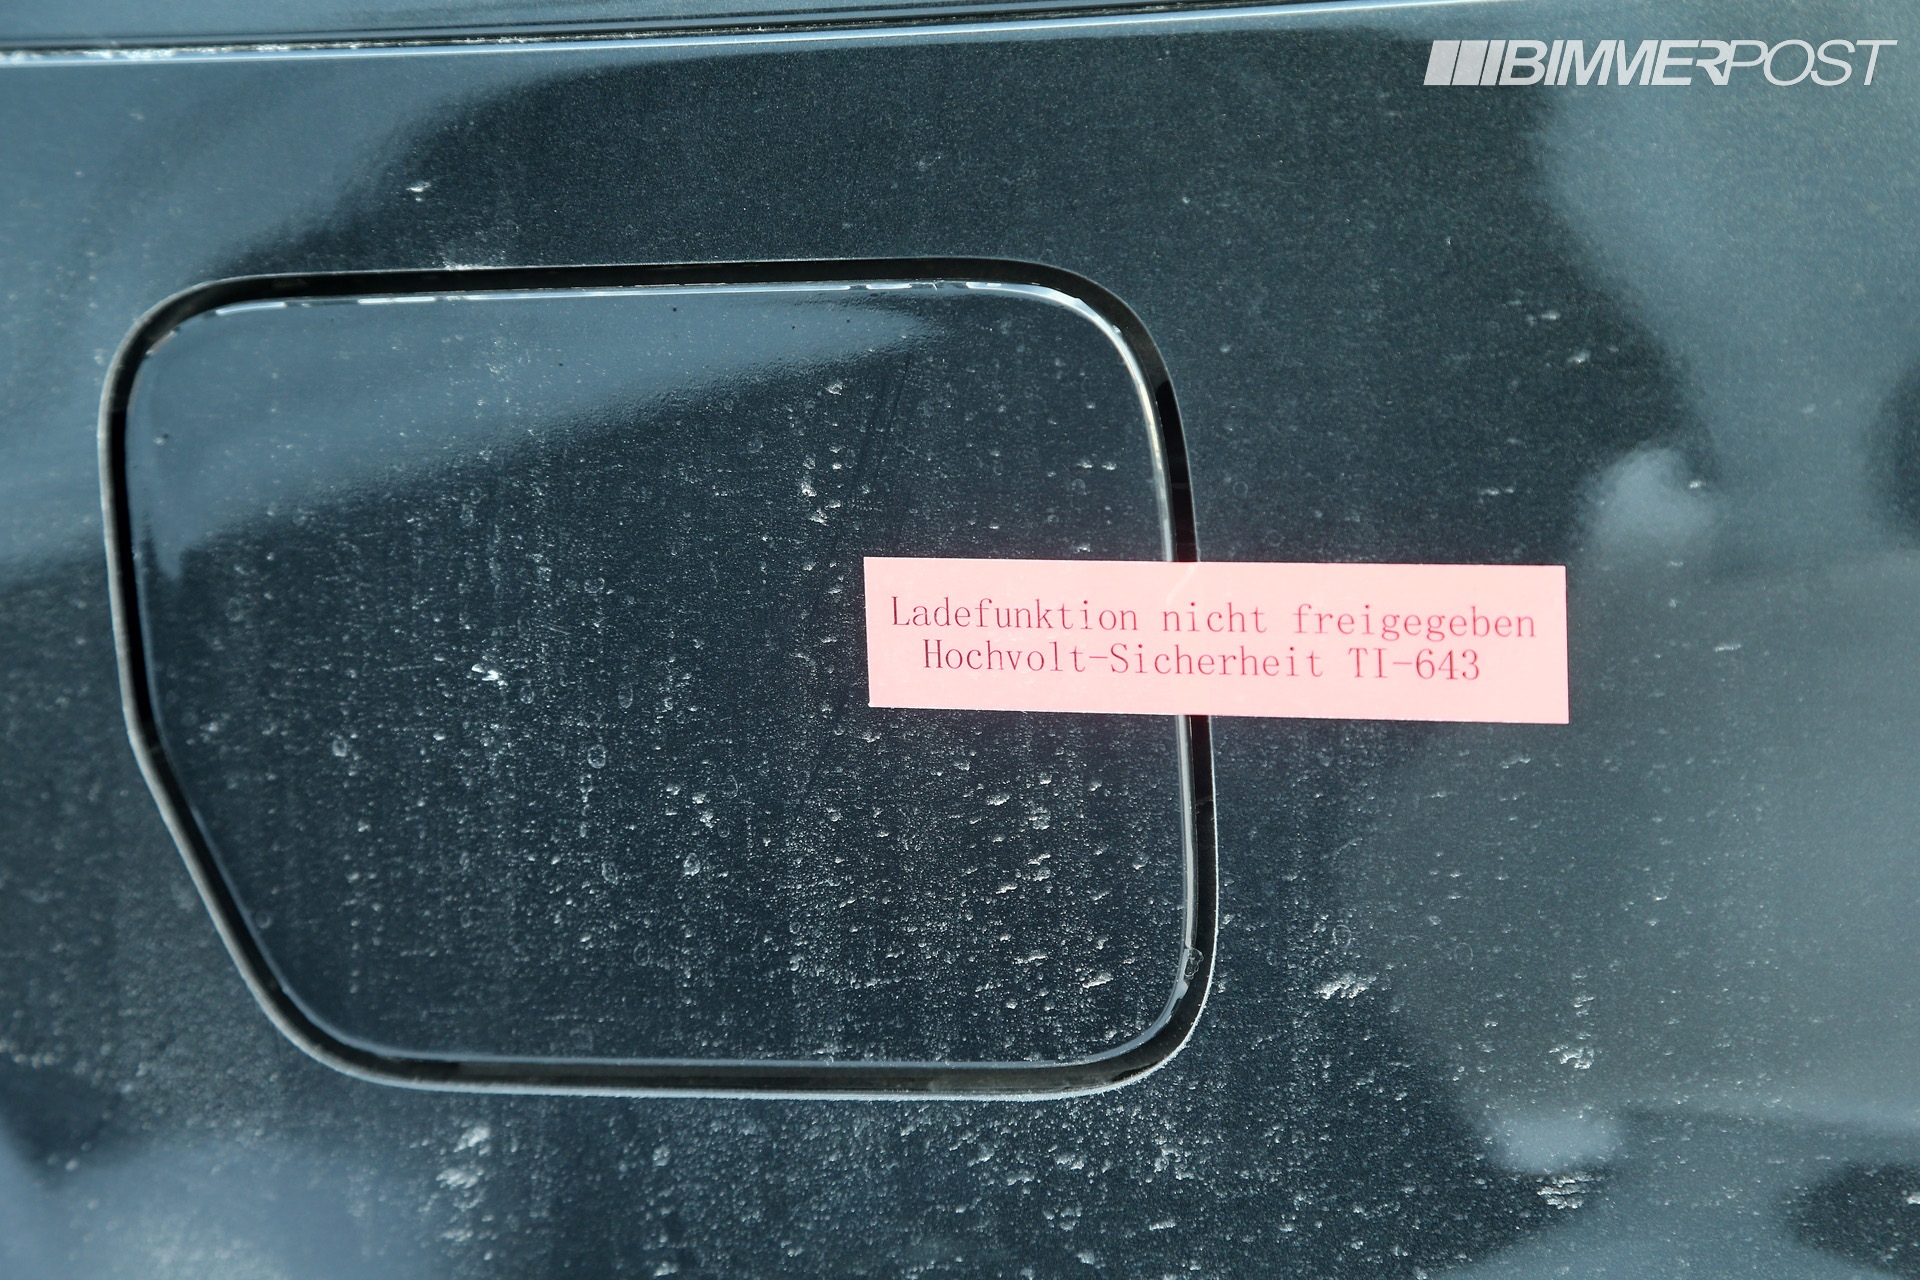 BIMMERPOST
Ladefunktion nicht freigegeben
Hochvolt-Sicherheit TI-643